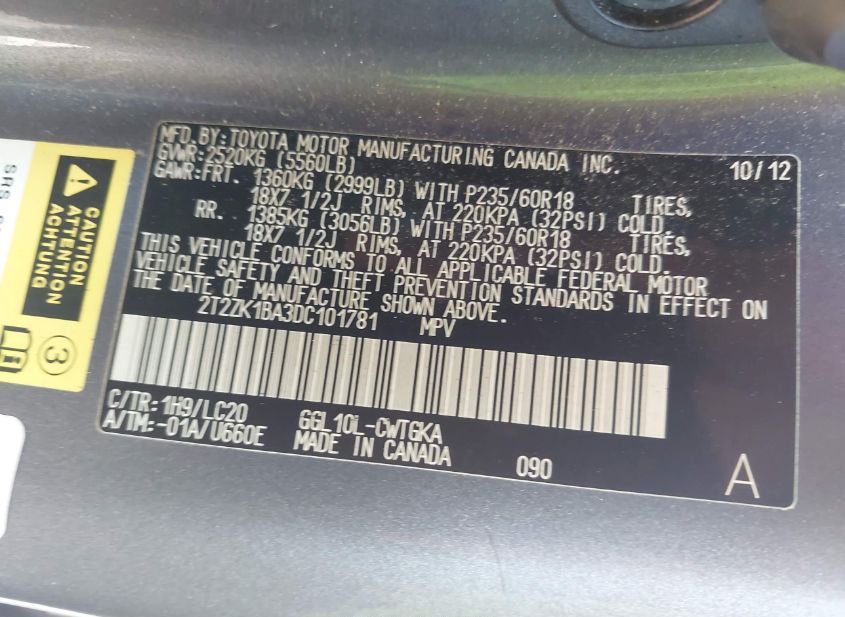 MFD. BY: TOYOTA MOTOR MANUFACTURING CANADA INC. 10/12
GVWR: 2520KG (5560LB)
GAWR: FRT. 1360KG (2999LB) WITH P235/60R18 TIRES,
18X7 1/2J RIMS, AT 220KPA (32PSI) COLD.
RR. 1385KG (3056LB) WITH P235/60R18 TIRES,
18X7 1/2J RIMS, AT 220KPA (32PSI) COLD.
THIS VEHICLE CONFORMS TO ALL APPLICABLE FEDERAL MOTOR
VEHICLE SAFETY AND THEFT PREVENTION STANDARDS IN EFFECT ON
THE DATE OF MANUFACTURE SHOWN ABOVE.
2T2ZK1BA3DC101781 MPV
C/TR: 1H9/LC20 GGL10L-CWTGKA
A/TM: -01A/U660E MADE IN CANADA 090 A
CAUTION
ATTENTION
ACHTUNG
3
SRS